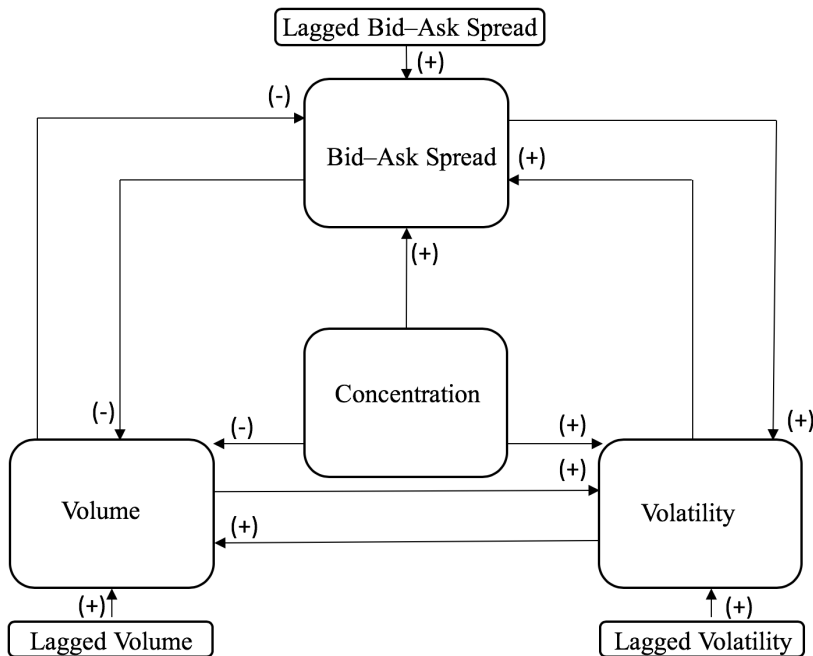 Lagged Bid–Ask Spread
(+)
(-)
Bid–Ask Spread
(+)
(+)
Concentration
(-)
(-)
(+)
(+)
(+)
Volume
Volatility
(+)
(+)
(+)
Lagged Volume
Lagged Volatility